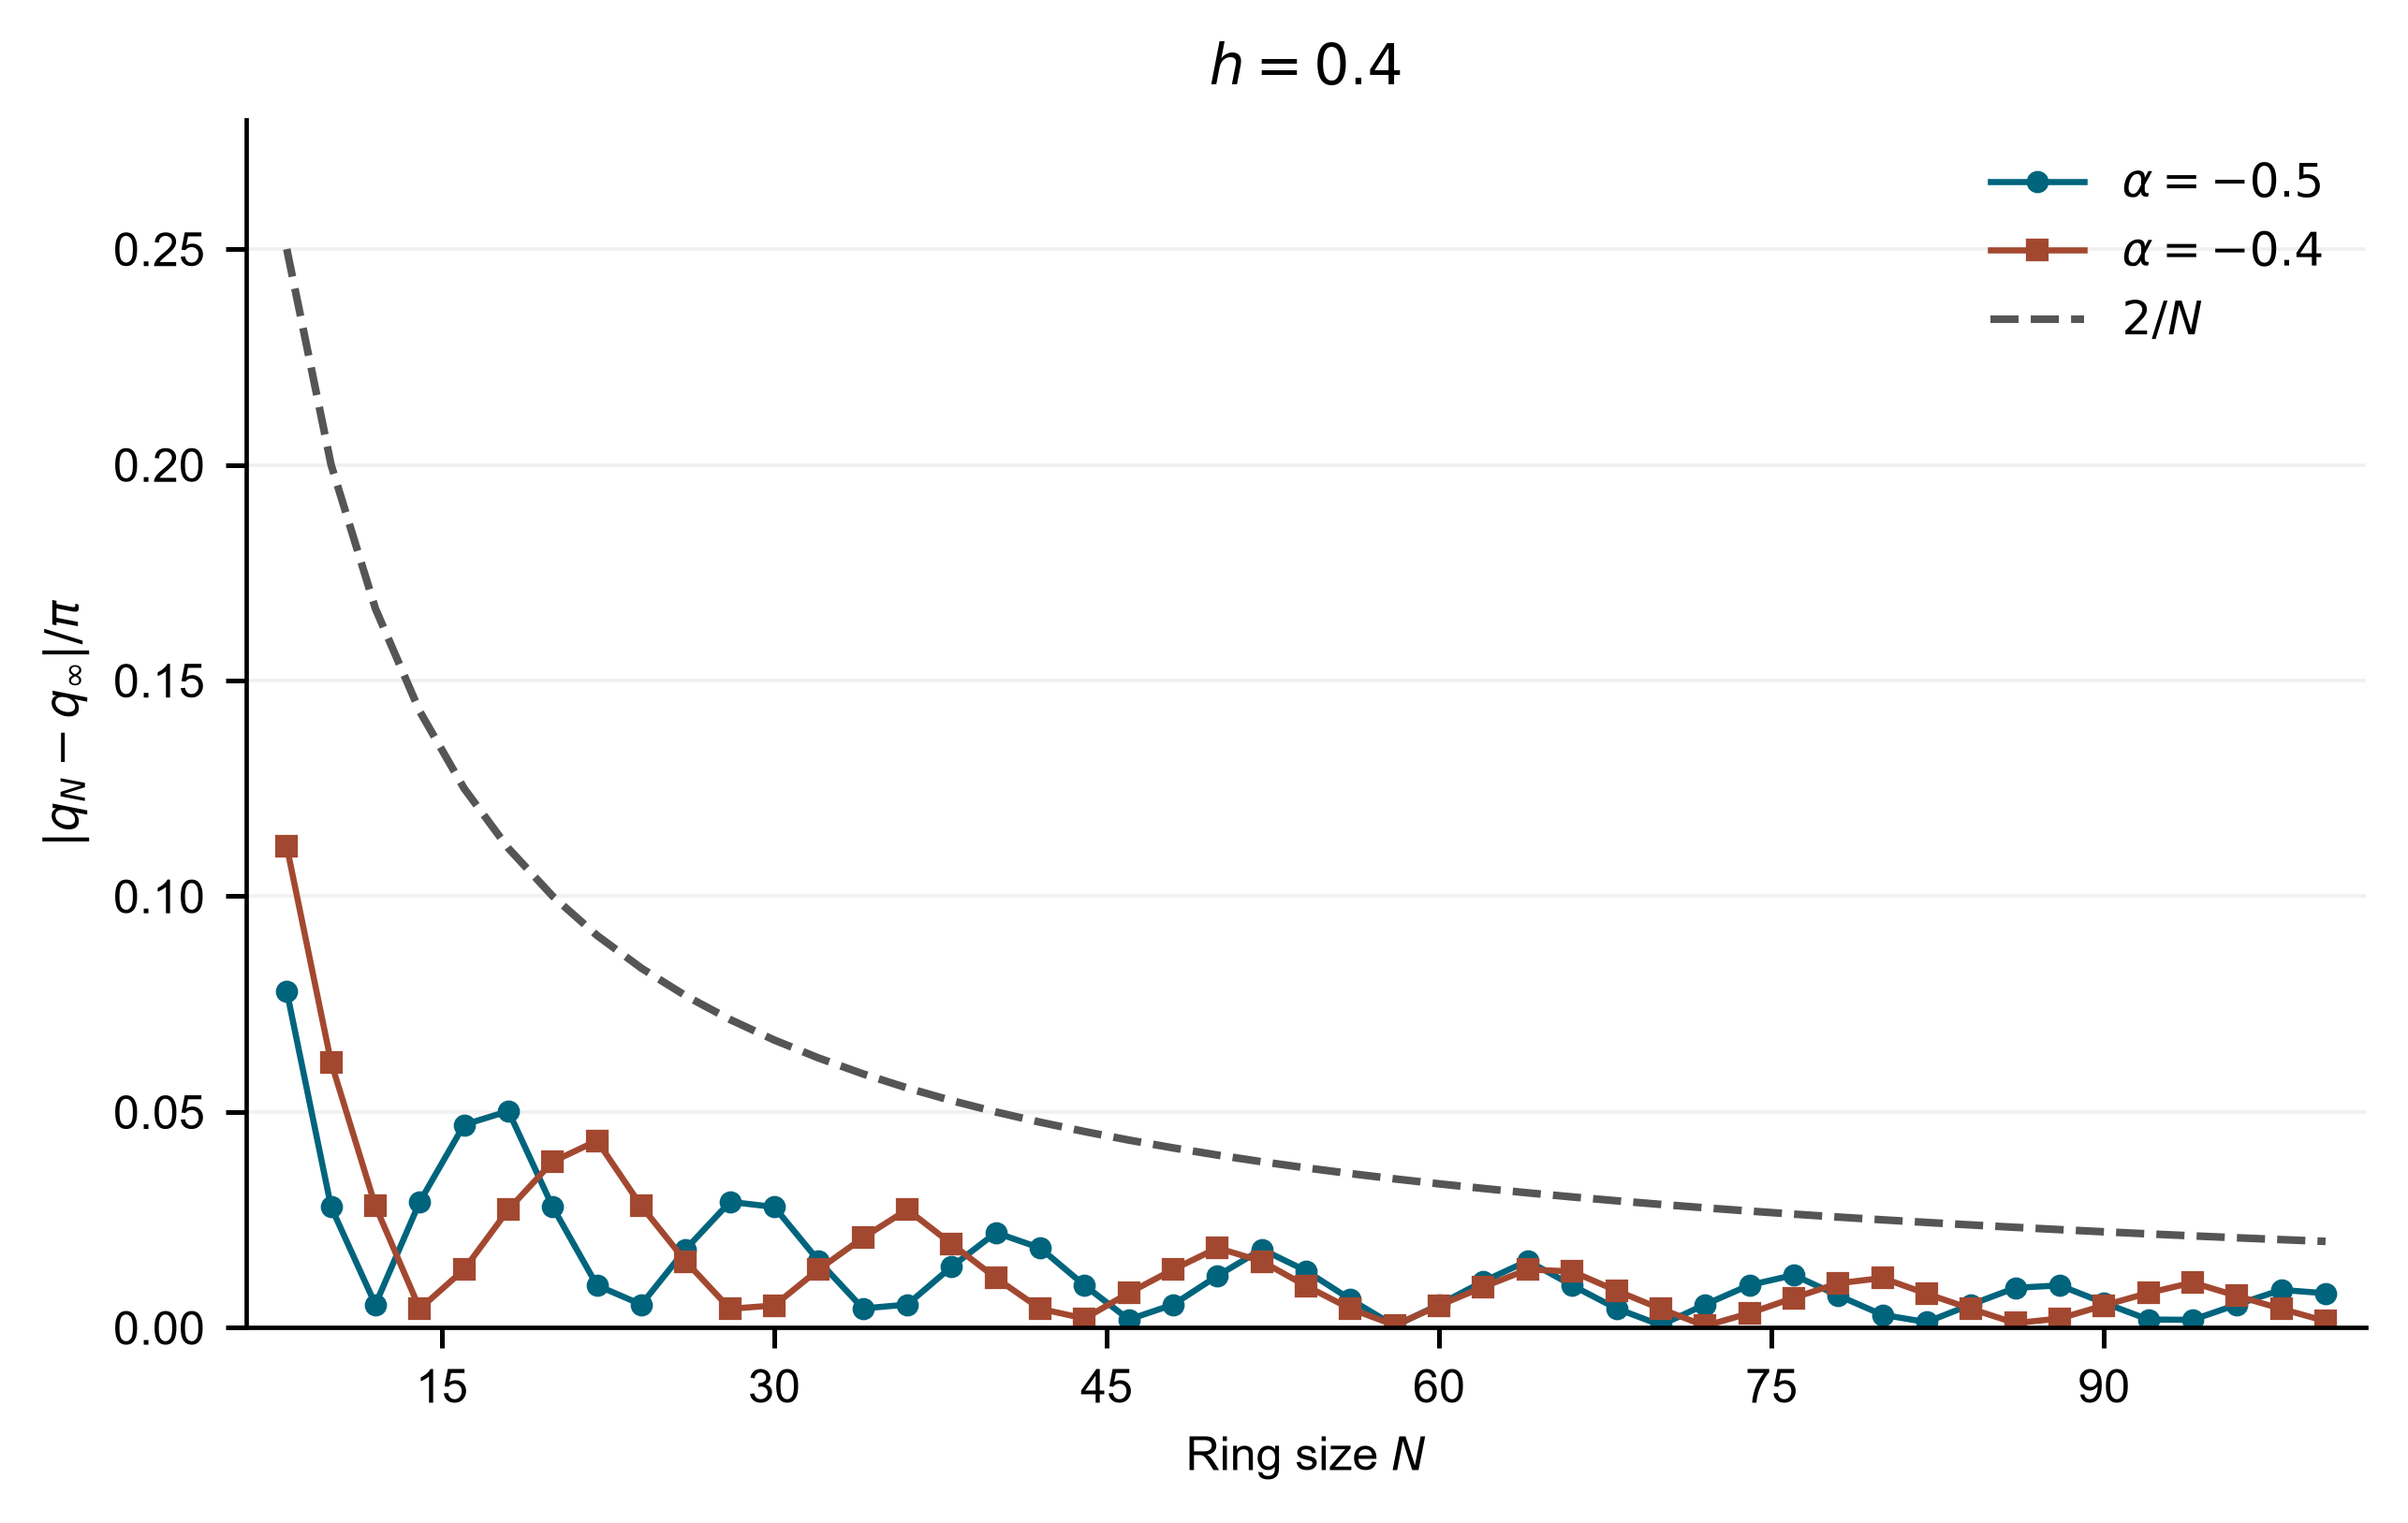 h = 0.4
α = −0.5
α = −0.4
2/N
|q_N − q_∞|/π
0.25
0.20
0.15
0.10
0.05
0.00
15 30 45 60 75 90
Ring size N